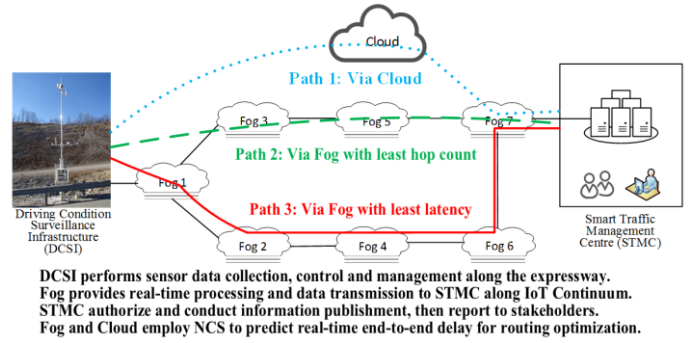 Cloud
Path 1: Via Cloud
Fog 3
Fog 5
Fog 7
Path 2: Via Fog with least hop count
Fog 1
Path 3: Via Fog with least latency
Fog 2
Fog 4
Fog 6
Driving Condition
Surveillance
Infrastructure
(DCSI)
Smart Traffic
Management
Centre (STMC)
DCSI performs sensor data collection, control and management along the expressway.
Fog provides real-time processing and data transmission to STMC along IoT Continuum.
STMC authorize and conduct information publishment, then report to stakeholders.
Fog and Cloud employ NCS to predict real-time end-to-end delay for routing optimization.